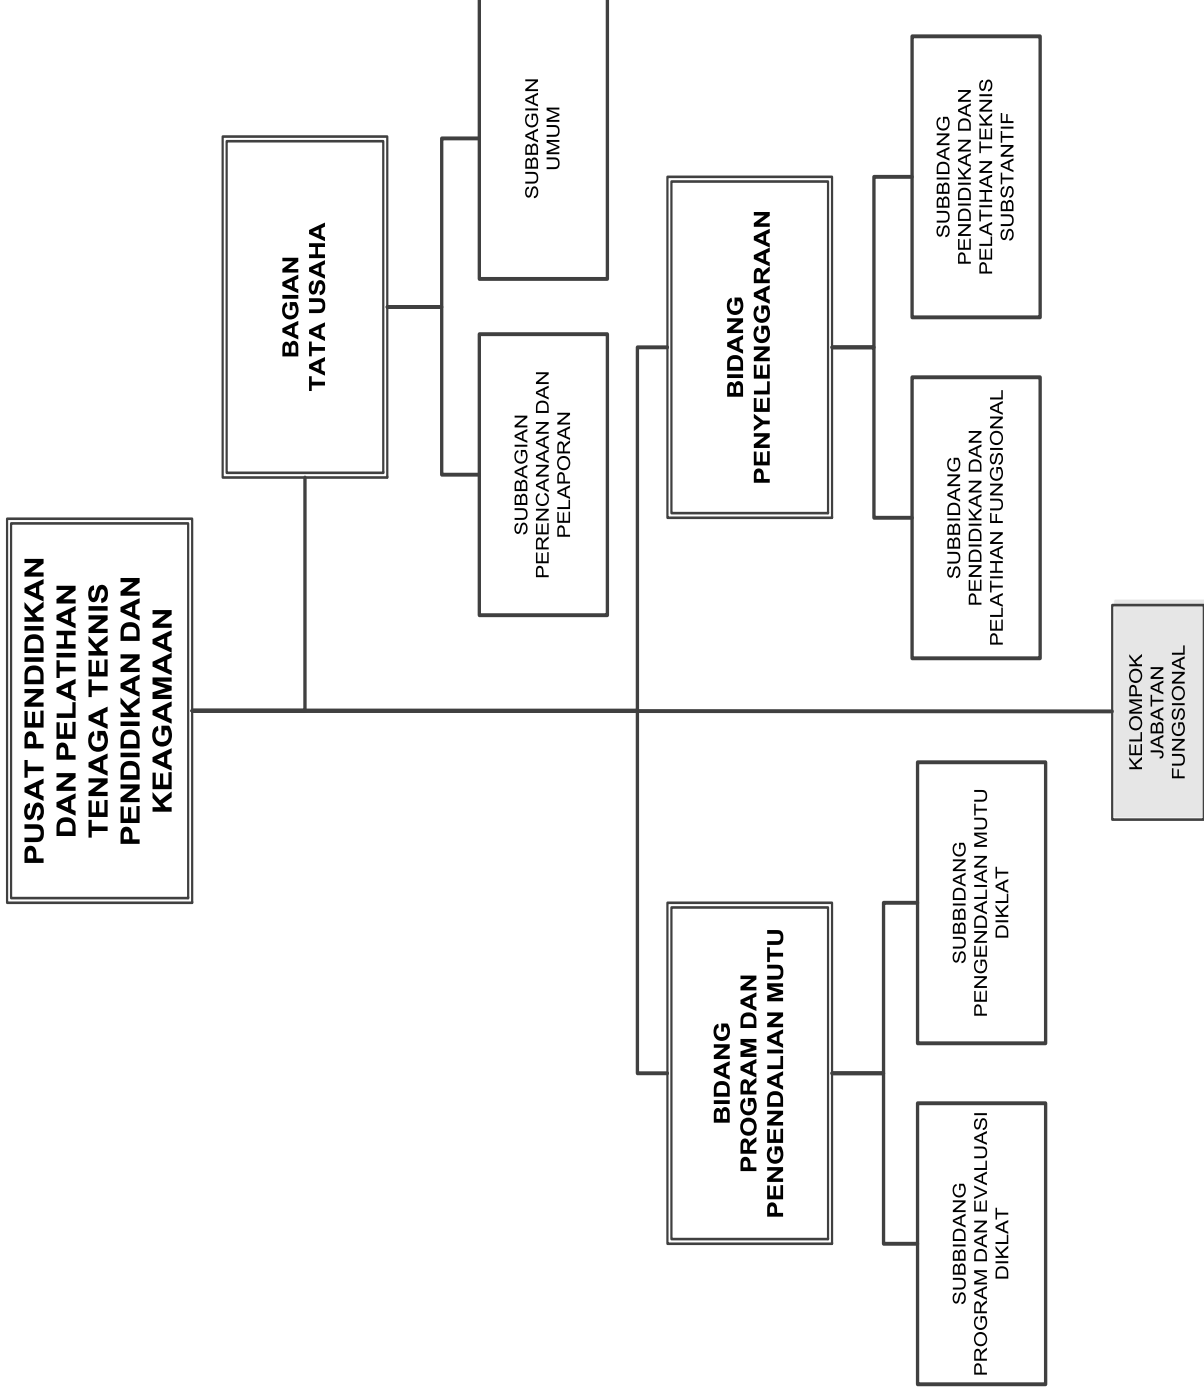 PUSAT PENDIDIKAN
DAN PELATIHAN
TENAGA TEKNIS
PENDIDIKAN DAN
KEAGAMAAN
BAGIAN
TATA USAHA
SUBBAGIAN
PERENCANAAN DAN
PELAPORAN
SUBBAGIAN
UMUM
BIDANG
PROGRAM DAN
PENGENDALIAN MUTU
BIDANG
PENYELENGGARAAN
SUBBIDANG
PROGRAM DAN EVALUASI
DIKLAT
SUBBIDANG
PENGENDALIAN MUTU
DIKLAT
SUBBIDANG
PENDIDIKAN DAN
PELATIHAN FUNGSIONAL
SUBBIDANG
PENDIDIKAN DAN
PELATIHAN TEKNIS
SUBSTANTIF
KELOMPOK
JABATAN
FUNGSIONAL